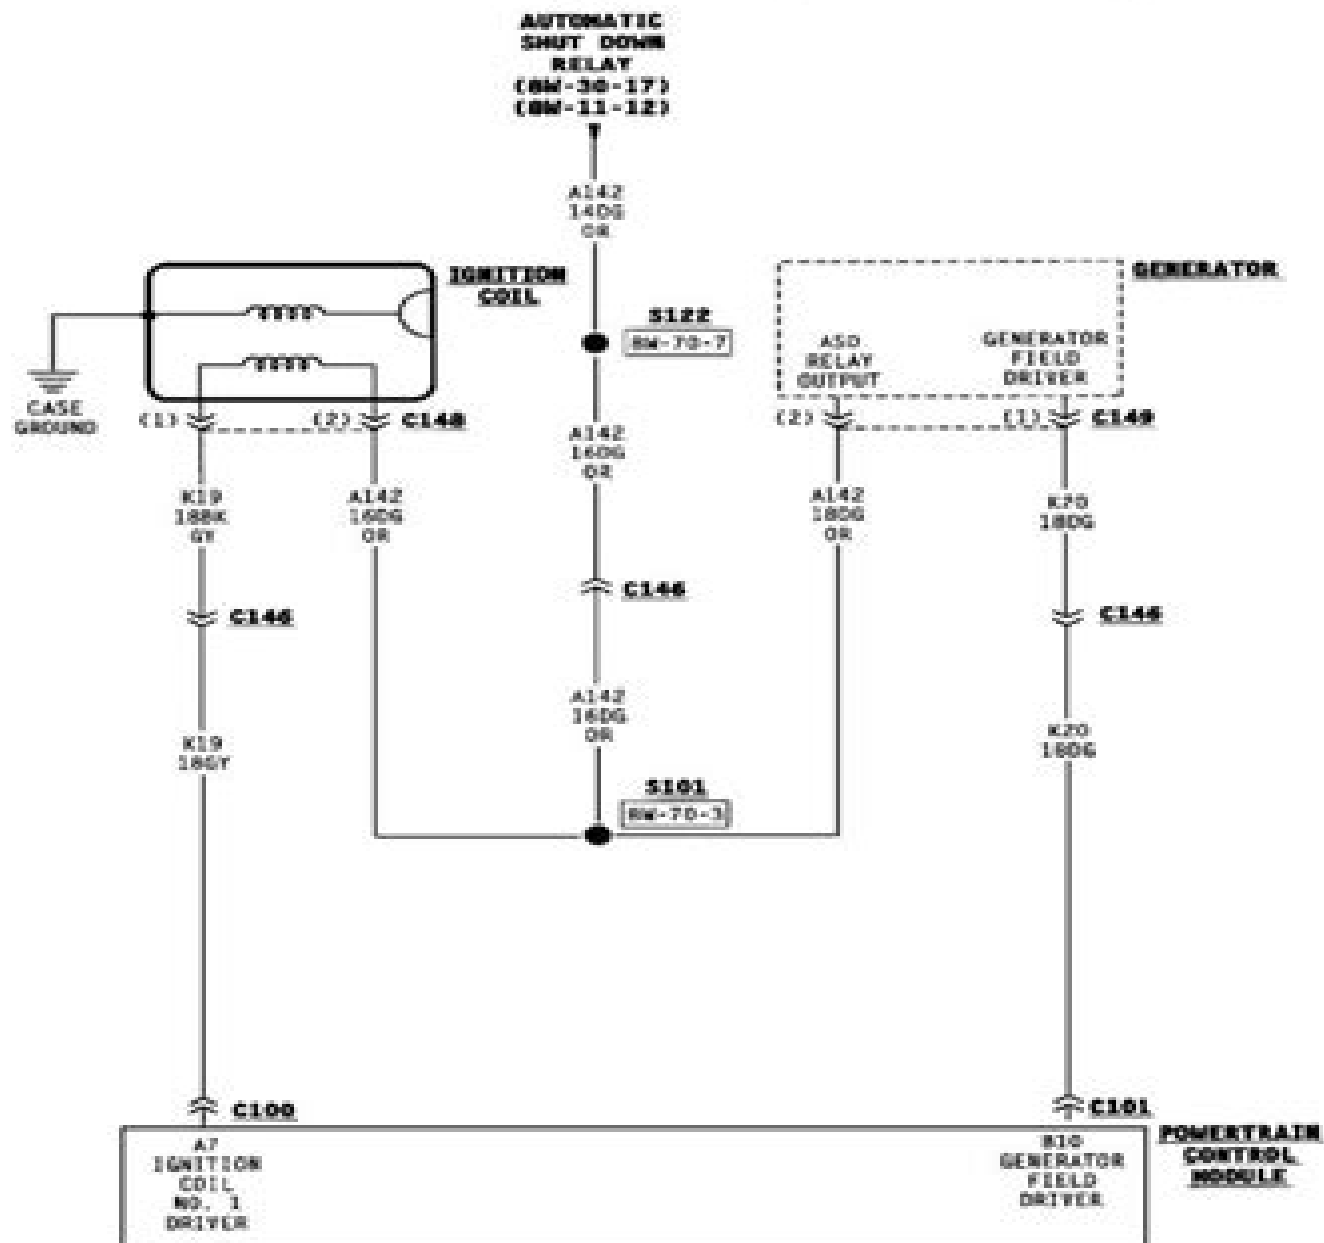 AUTOMATIC
SHUT DOWN
RELAY
(8W-30-17)
(8W-11-12)
A142
14DG
OR
IGNITION
COIL
GENERATOR
S122
8W-70-7
ASD
RELAY
OUTPUT
GENERATOR
FIELD
DRIVER
CASE
GROUND
(1)
(2)
C148
A142
16DG
OR
(2)
(1)
C149
K19
18BK
GY
A142
16DG
OR
A142
18DG
OR
K20
18DG
C146
C146
C146
K19
18GY
A142
16DG
OR
K20
18DG
S101
8W-70-3
C100
C101
A7
IGNITION
COIL
NO. 1
DRIVER
B10
GENERATOR
FIELD
DRIVER
POWERTRAIN
CONTROL
MODULE